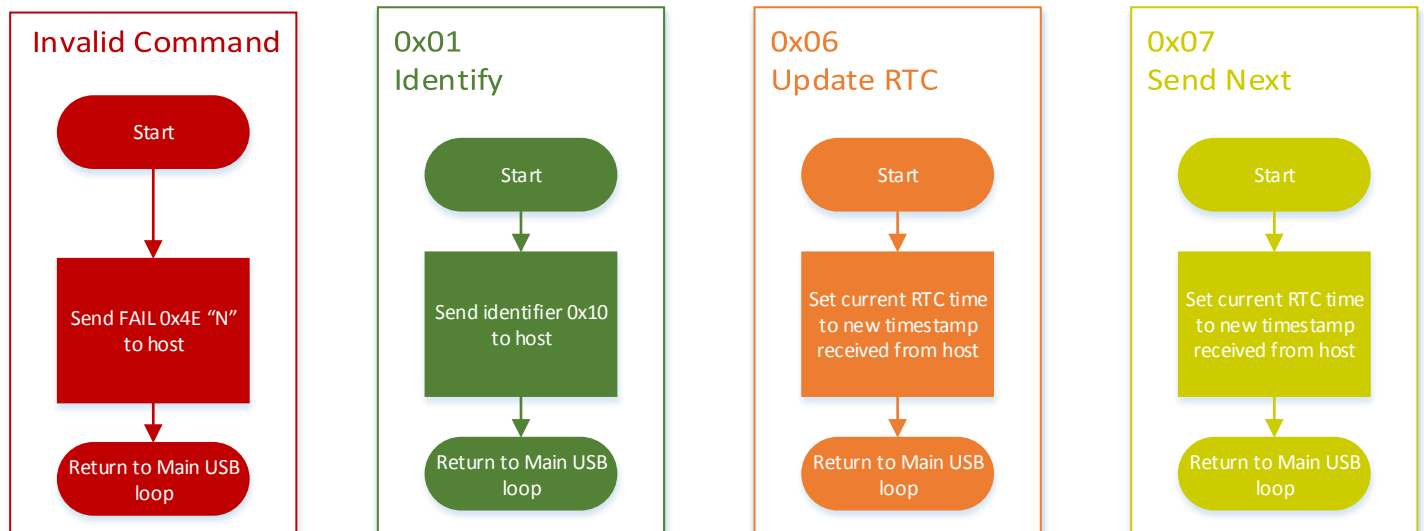 Invalid Command
Start
Send FAIL 0x4E “N”
to host
Return to Main USB
loop
0x01
Identify
Start
Send identifier 0x10
to host
Return to Main USB
loop
0x06
Update RTC
Start
Set current RTC time
to new timestamp
received from host
Return to Main USB
loop
0x07
Send Next
Start
Set current RTC time
to new timestamp
received from host
Return to Main USB
loop